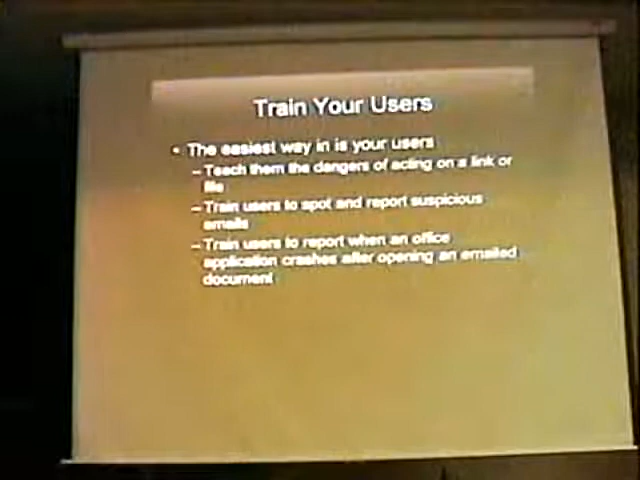 Train Your Users
• The easiest way in is your users
– Teach them the dangers of acting on a link or
file
– Train users to spot and report suspicious
emails
– Train users to report when an office
application crashes after opening an emailed
document